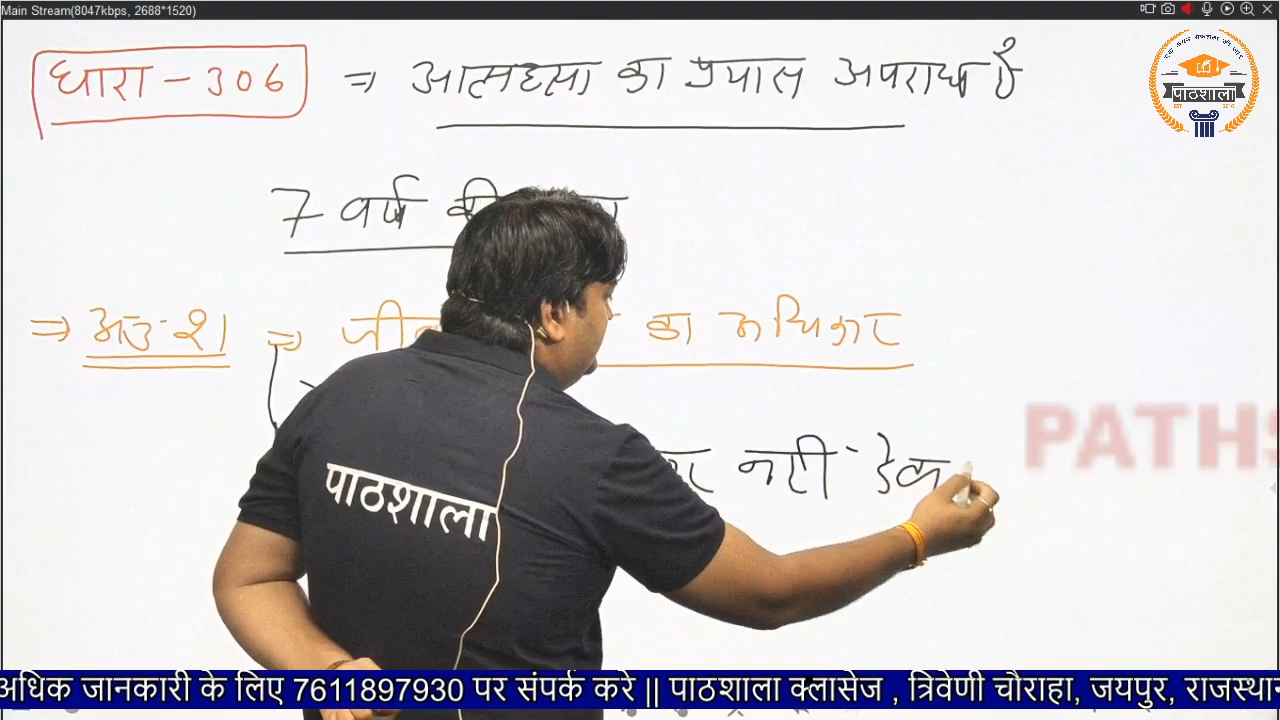 Main Stream(8047kbps, 2688*1520)
धारा - 306 ⇒ आत्महत्या का प्रयास अपराध है
पाठशाला
7 वर्ष की
⇒ अनु. 21 ⇒ का अधिकार
नहीं देक
PATHS
पाठशाला
अधिक जानकारी के लिए 7611897930 पर संपर्क करे || पाठशाला क्लासेज , त्रिवेणी चौराहा, जयपुर, राजस्थान